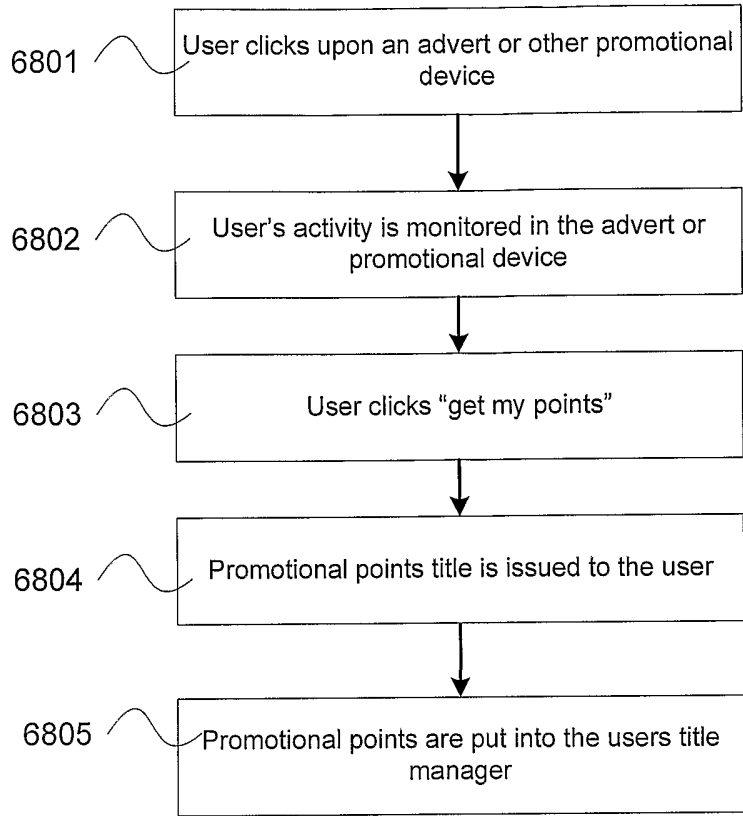 6801
User clicks upon an advert or other promotional
device
6802
User's activity is monitored in the advert or
promotional device
6803
User clicks “get my points”
6804
Promotional points title is issued to the user
6805
Promotional points are put into the users title
manager